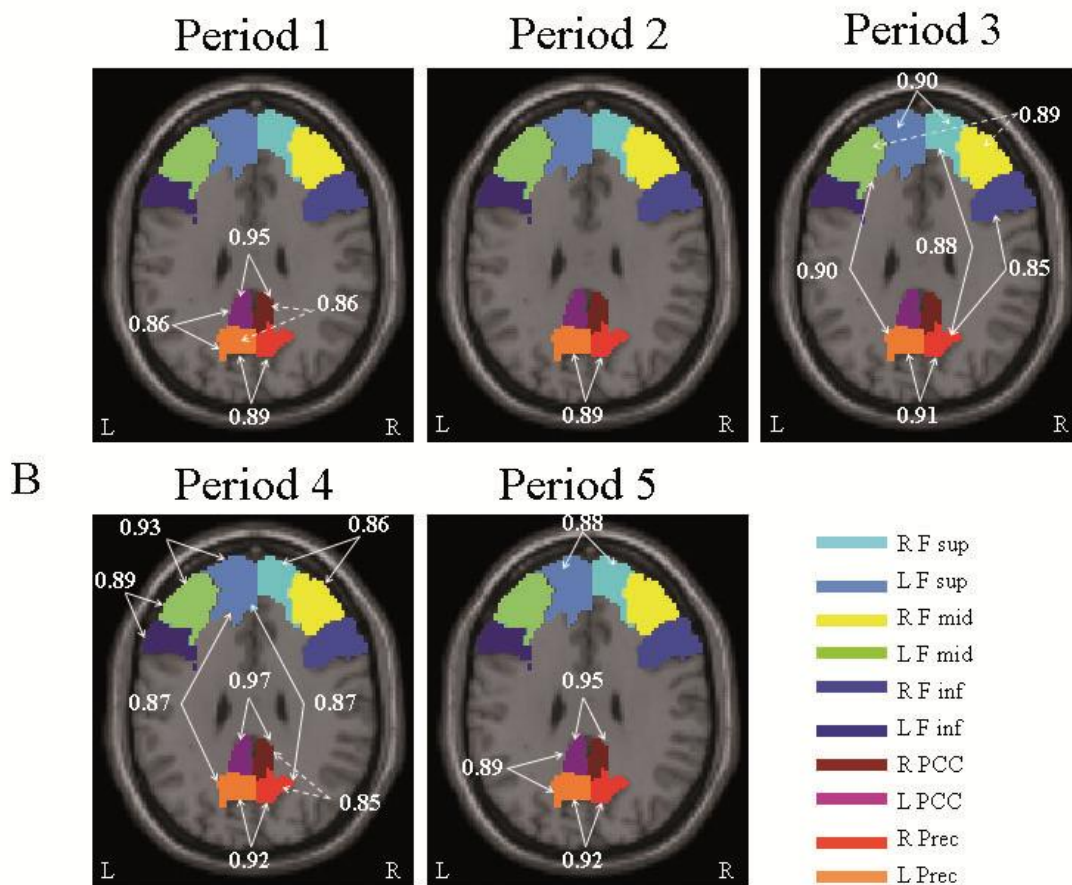 Period 1
Period 2
Period 3
0.95
0.86
0.86
0.89
L R
0.89
L R
0.90
0.89
0.90
0.88
0.85
0.91
L R
B
Period 4
Period 5
0.93
0.86
0.89
0.87
0.97
0.87
0.85
0.92
L R
0.88
0.95
0.89
0.92
L R
R F sup
L F sup
R F mid
L F mid
R F inf
L F inf
R PCC
L PCC
R Prec
L Prec